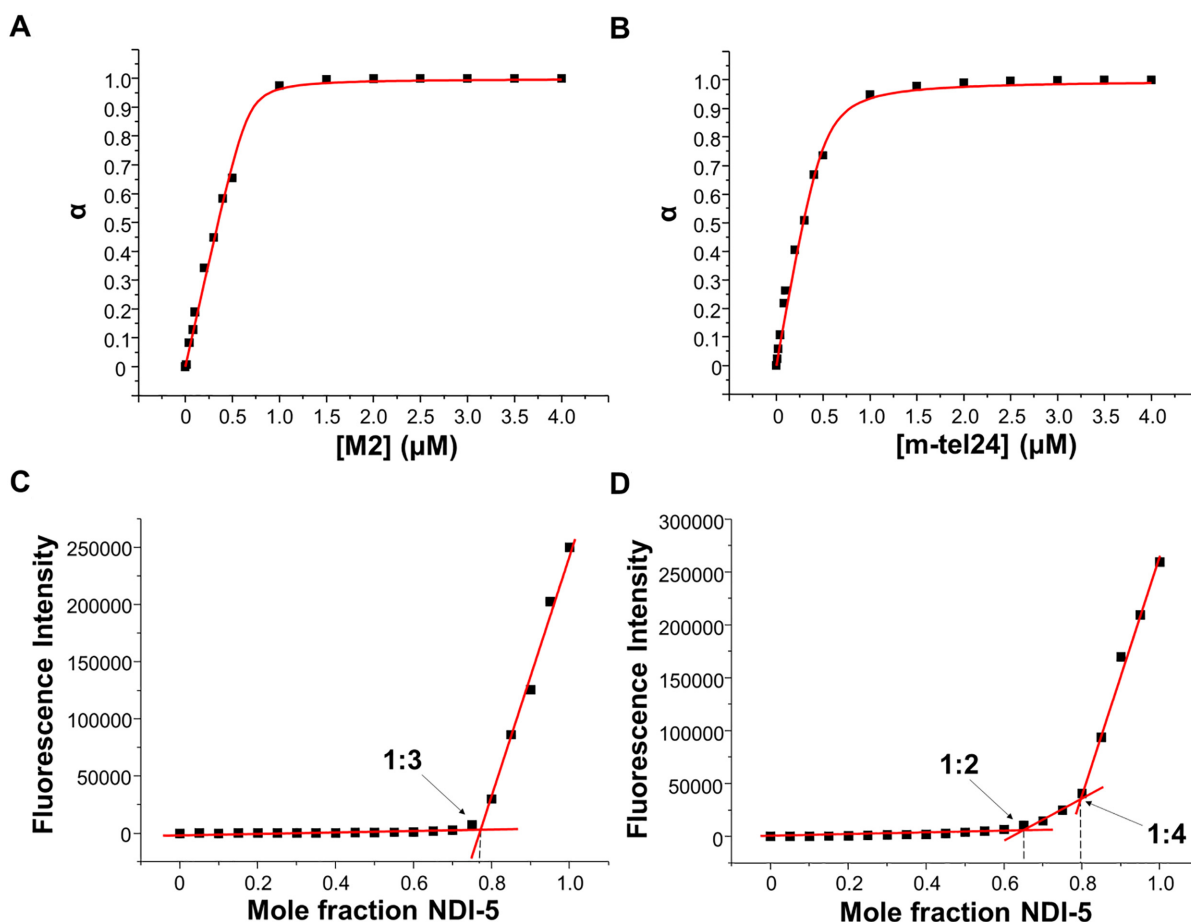 A
α
1.0
0.9
0.8
0.7
0.6
0.5
0.4
0.3
0.2
0.1
0
0 0.5 1.0 1.5 2.0 2.5 3.0 3.5 4.0
[M2] (µM)
B
α
1.0
0.9
0.8
0.7
0.6
0.5
0.4
0.3
0.2
0.1
0
0 0.5 1.0 1.5 2.0 2.5 3.0 3.5 4.0
[m-tel24] (µM)
C
Fluorescence Intensity
250000
200000
150000
100000
50000
0
1:3
0 0.2 0.4 0.6 0.8 1.0
Mole fraction NDI-5
D
Fluorescence Intensity
300000
250000
200000
150000
100000
50000
0
1:2
1:4
0 0.2 0.4 0.6 0.8 1.0
Mole fraction NDI-5